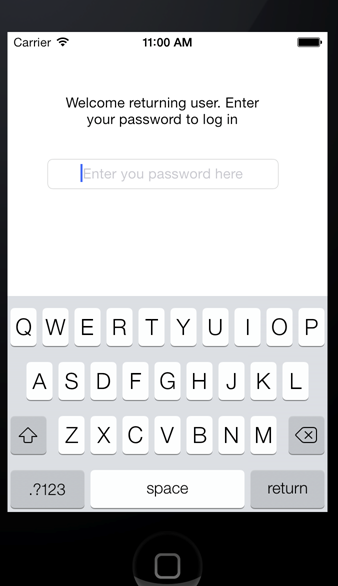 Carrier 11:00 AM
Welcome returning user. Enter
your password to log in
Enter you password here
Q W E R T Y U I O P
A S D F G H J K L
Z X C V B N M
.?123 space return